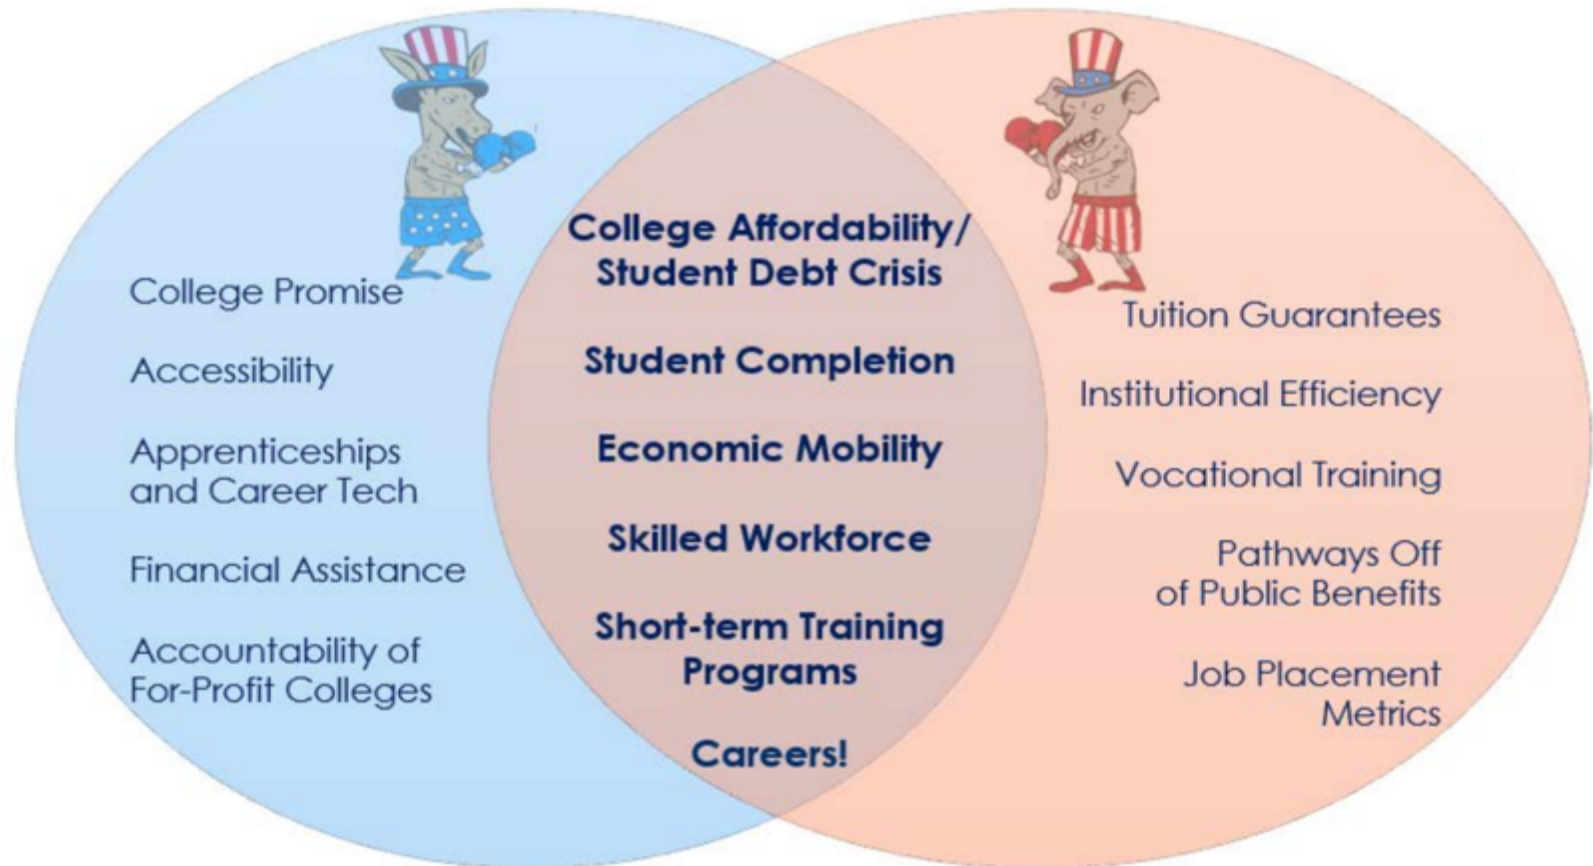 College Promise
Accessibility
Apprenticeships
and Career Tech
Financial Assistance
Accountability of
For-Profit Colleges
College Affordability/
Student Debt Crisis
Student Completion
Economic Mobility
Skilled Workforce
Short-term Training
Programs
Careers!
Tuition Guarantees
Institutional Efficiency
Vocational Training
Pathways Off
of Public Benefits
Job Placement
Metrics